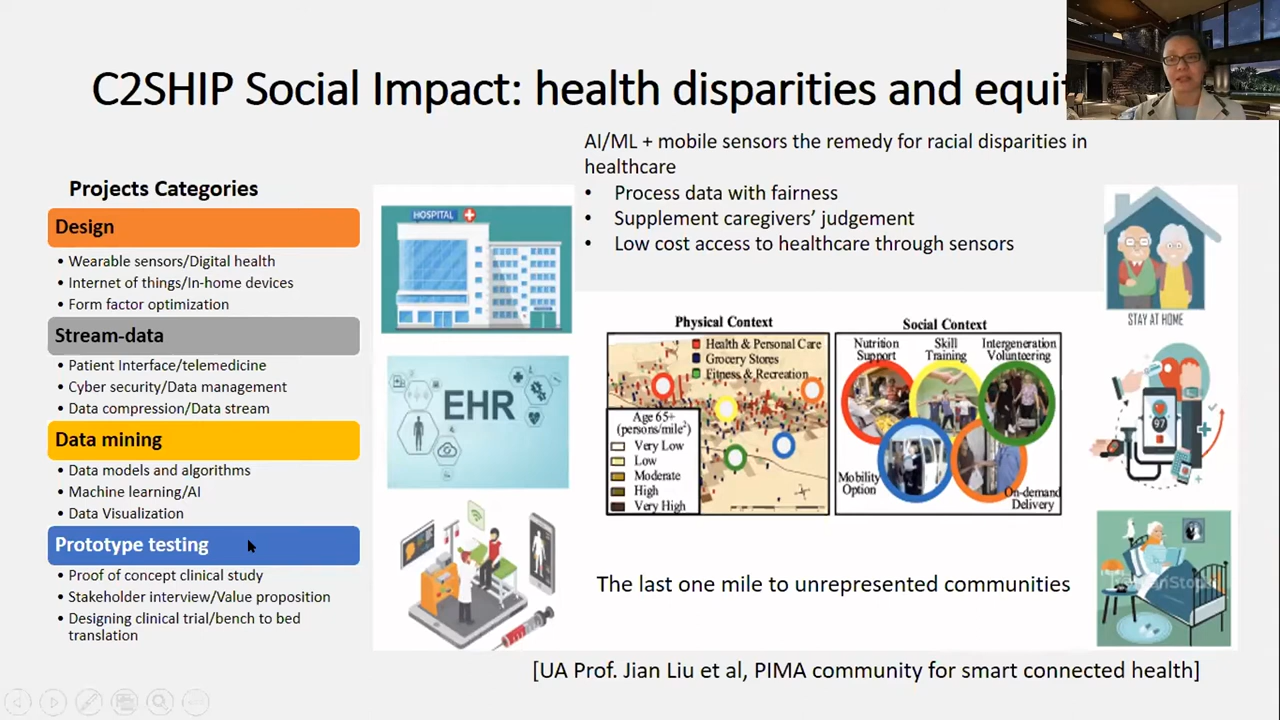 C2SHIP Social Impact: health disparities and equit
AI/ML + mobile sensors the remedy for racial disparities in
healthcare
• Process data with fairness
• Supplement caregivers’ judgement
• Low cost access to healthcare through sensors
Projects Categories
Design
• Wearable sensors/Digital health
• Internet of things/In-home devices
• Form factor optimization
Stream-data
• Patient Interface/telemedicine
• Cyber security/Data management
• Data compression/Data stream
Data mining
• Data models and algorithms
• Machine learning/AI
• Data Visualization
Prototype testing
• Proof of concept clinical study
• Stakeholder interview/Value proposition
• Designing clinical trial/bench to bed
translation
HOSPITAL
EHR
Physical Context
Health & Personal Care
Grocery Stores
Fitness & Recreation
Age 65+
(persons/mile²)
Very Low
Low
Moderate
High
Very High
Social Context
Nutrition
Support
Skill
Training
Intergeneration
Volunteering
Mobility
Option
On-demand
Delivery
STAY AT HOME
97
The last one mile to unrepresented communities
[UA Prof. Jian Liu et al, PIMA community for smart connected health]